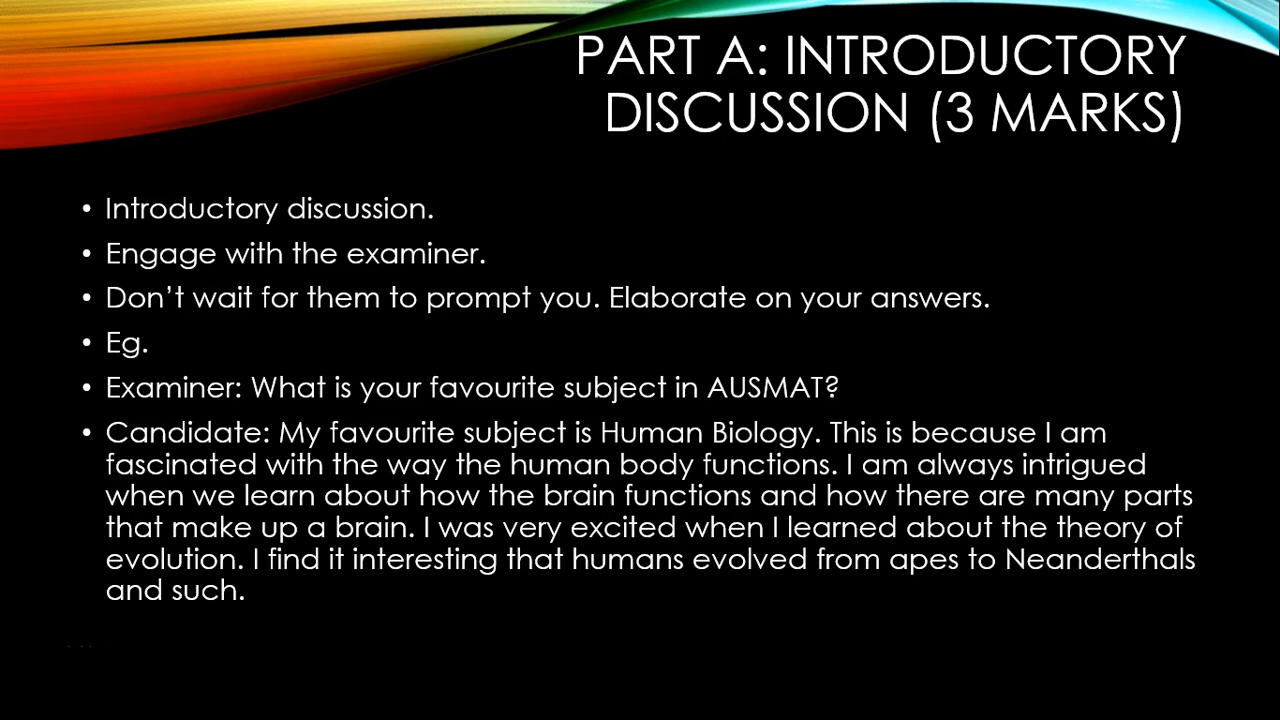 PART A: INTRODUCTORY
DISCUSSION (3 MARKS)
• Introductory discussion.
• Engage with the examiner.
• Don’t wait for them to prompt you. Elaborate on your answers.
• Eg.
• Examiner: What is your favourite subject in AUSMAT?
• Candidate: My favourite subject is Human Biology. This is because I am
fascinated with the way the human body functions. I am always intrigued
when we learn about how the brain functions and how there are many parts
that make up a brain. I was very excited when I learned about the theory of
evolution. I find it interesting that humans evolved from apes to Neanderthals
and such.